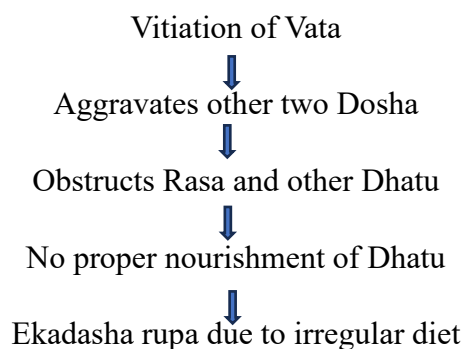 Vitiation of Vata
Aggravates other two Dosha
Obstructs Rasa and other Dhatu
No proper nourishment of Dhatu
Ekadasha rupa due to irregular diet